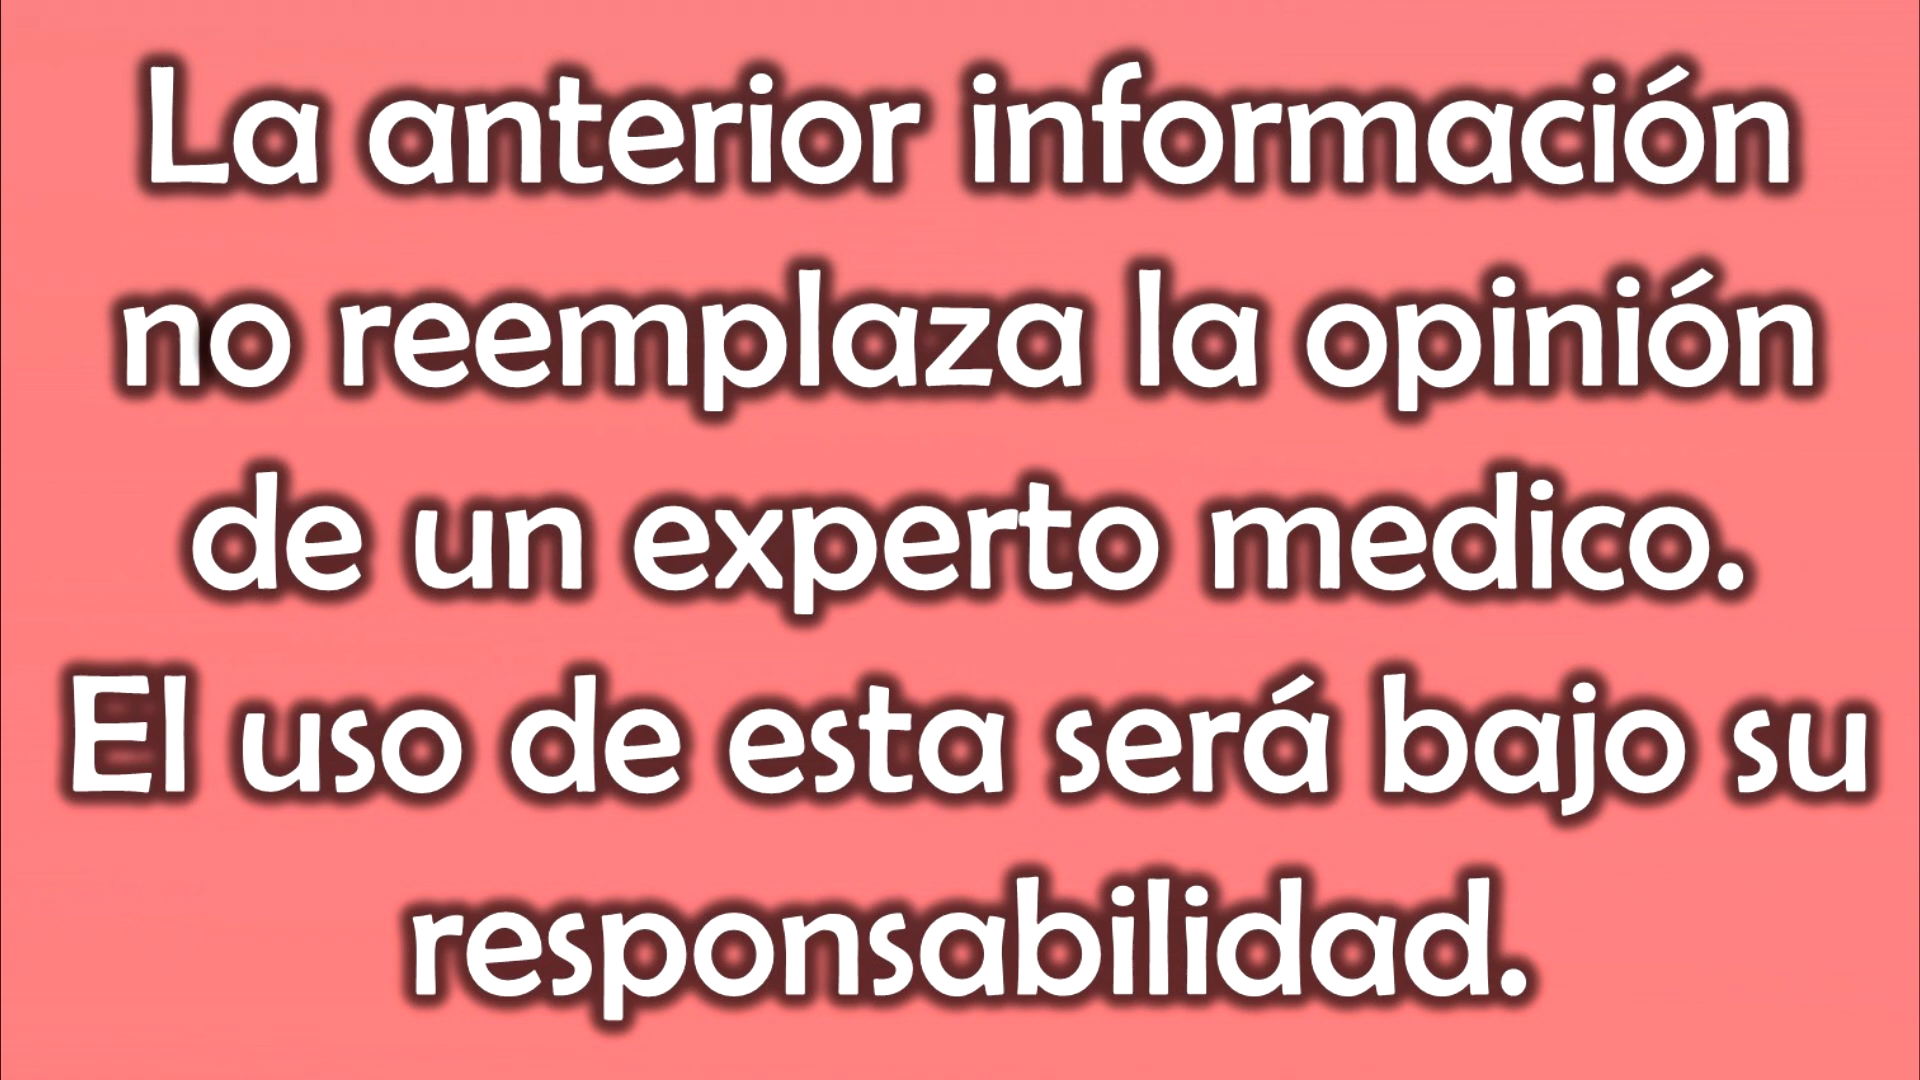 La anterior información
no reemplaza la opinión
de un experto medico.
El uso de esta será bajo su
responsabilidad.